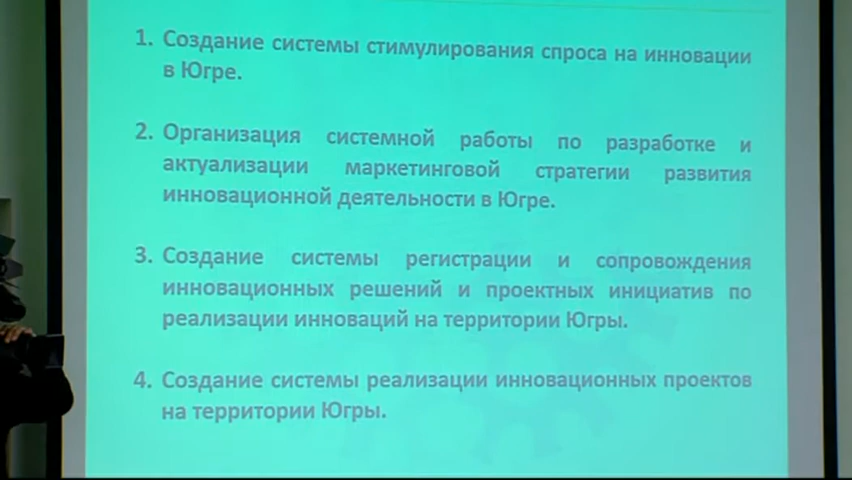 1. Создание системы стимулирования спроса на инновации
в Югре.
2. Организация системной работы по разработке и
актуализации маркетинговой стратегии развития
инновационной деятельности в Югре.
3. Создание системы регистрации и сопровождения
инновационных решений и проектных инициатив по
реализации инноваций на территории Югры.
4. Создание системы реализации инновационных проектов
на территории Югры.